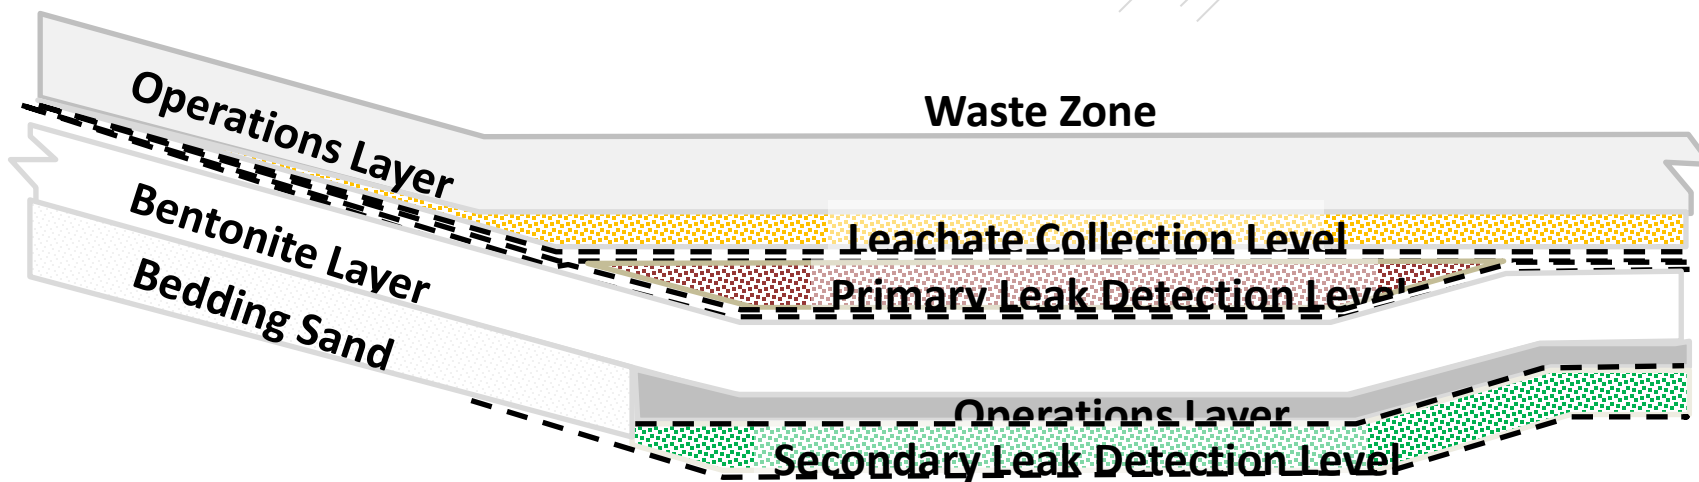 Waste Zone
Operations Layer
Bentonite Layer
Bedding Sand
Leachate Collection Level
Primary Leak Detection Level
Operations Layer
Secondary Leak Detection Level